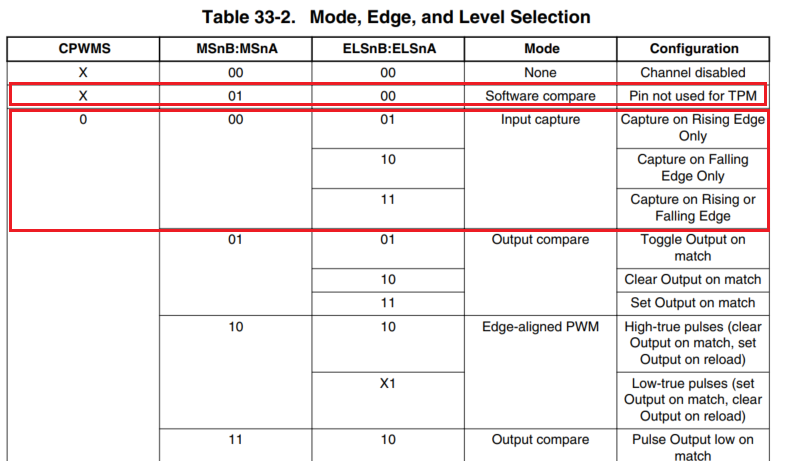 Table 33-2. Mode, Edge, and Level Selection
CPWMS MSnB:MSnA ELSnB:ELSnA Mode Configuration
X 00 00 None Channel disabled
X 01 00 Software compare Pin not used for TPM
0 00 01 Input capture Capture on Rising Edge
Only
10 Capture on Falling
Edge Only
11 Capture on Rising or
Falling Edge
01 01 Output compare Toggle Output on
match
10 Clear Output on match
11 Set Output on match
10 10 Edge-aligned PWM High-true pulses (clear
Output on match, set
Output on reload)
X1 Low-true pulses (set
Output on match, clear
Output on reload)
11 10 Output compare Pulse Output low on
match